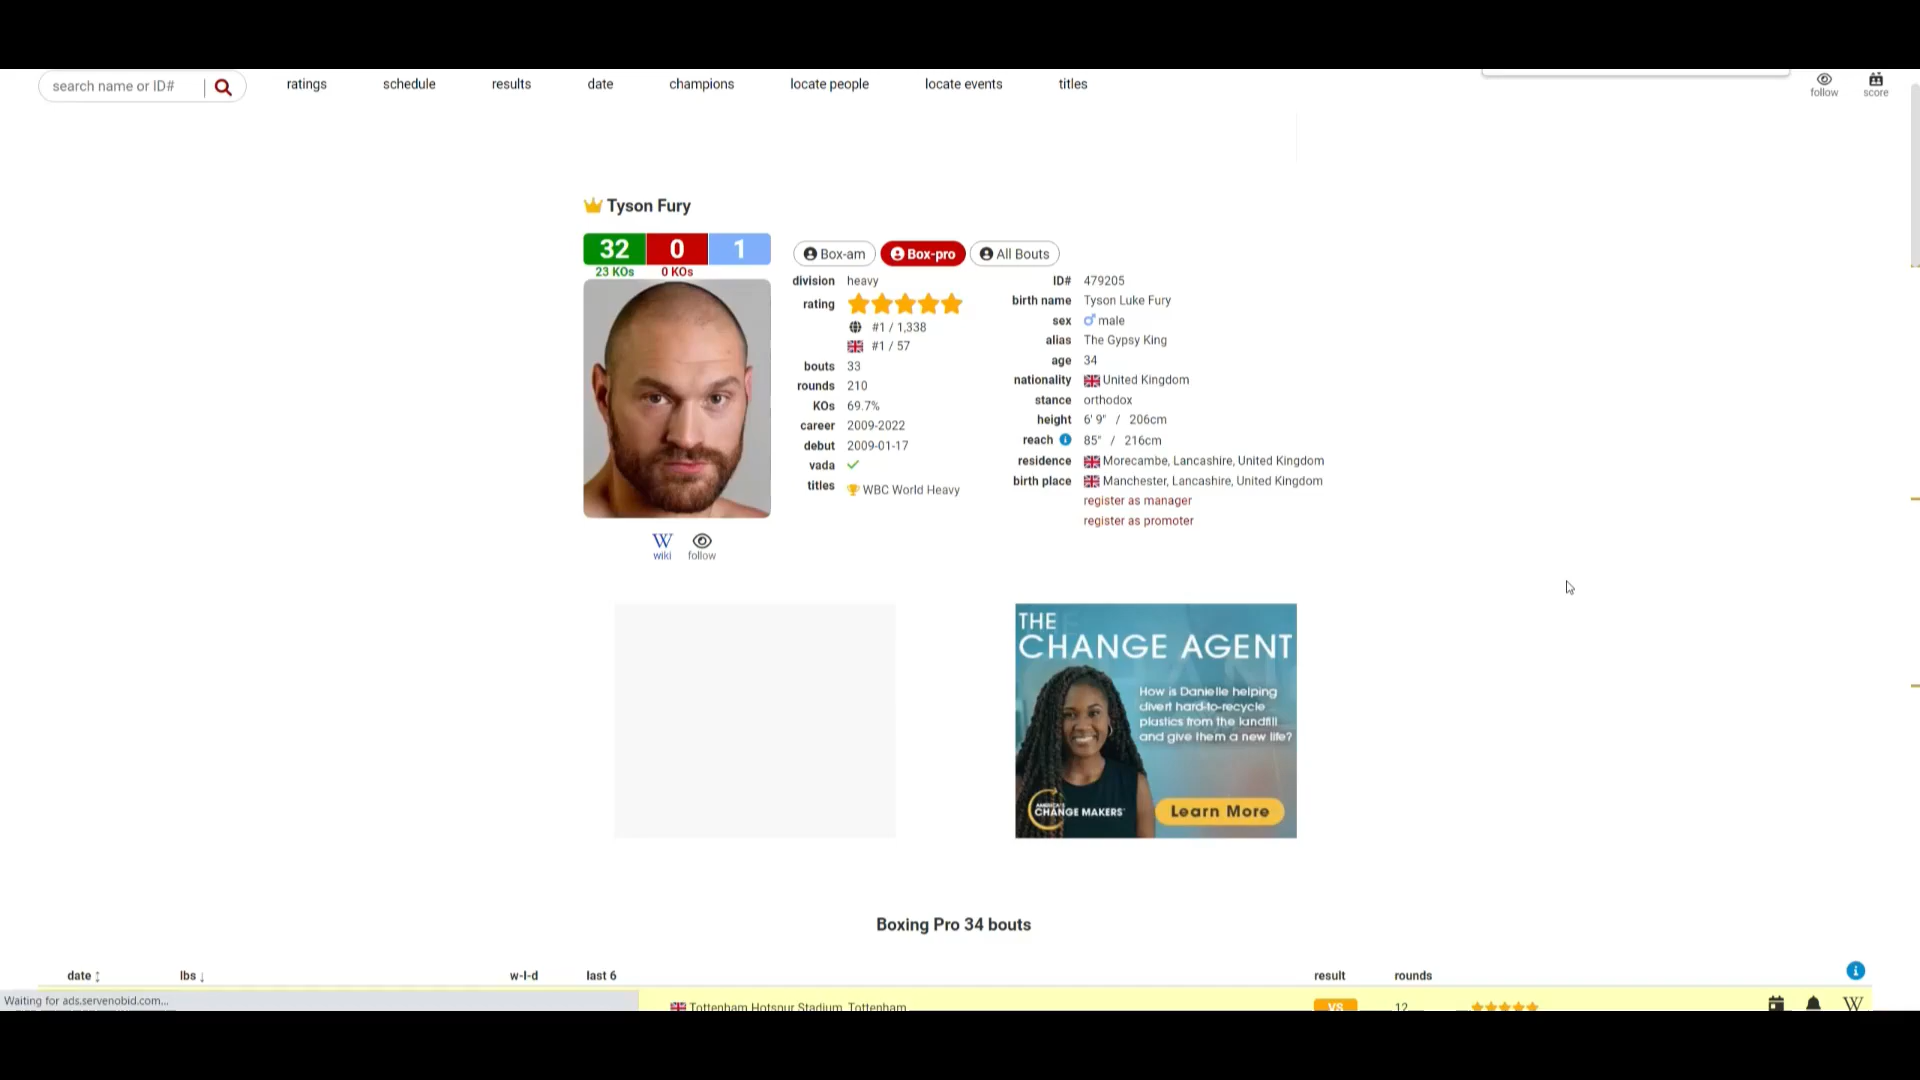 search name or ID#
ratings
schedule
results
date
champions
locate people
locate events
titles
follow
score
Tyson Fury
32 0 1
23 KOs 0 KOs
Box-am Box-pro All Bouts
division heavy
rating
#1 / 1,338
#1 / 57
bouts 33
rounds 210
KOs 69.7%
career 2009-2022
debut 2009-01-17
vada
titles WBC World Heavy
ID# 479205
birth name Tyson Luke Fury
sex male
alias The Gypsy King
age 34
nationality United Kingdom
stance orthodox
height 6' 9" / 206cm
reach 85" / 216cm
residence Morecambe, Lancashire, United Kingdom
birth place Manchester, Lancashire, United Kingdom
register as manager
register as promoter
W
wiki
follow
THE
CHANGE AGENT
How is Danielle helping
divert hard-to-recycle
plastics from the landfill
and give them a new life?
AMERICA'S
CHANGE MAKERS
Learn More
Boxing Pro 34 bouts
date lbs w-l-d last 6 result rounds
Waiting for ads.servenobid.com...
Tottenham Hotspur Stadium, Tottenham VS 12 W